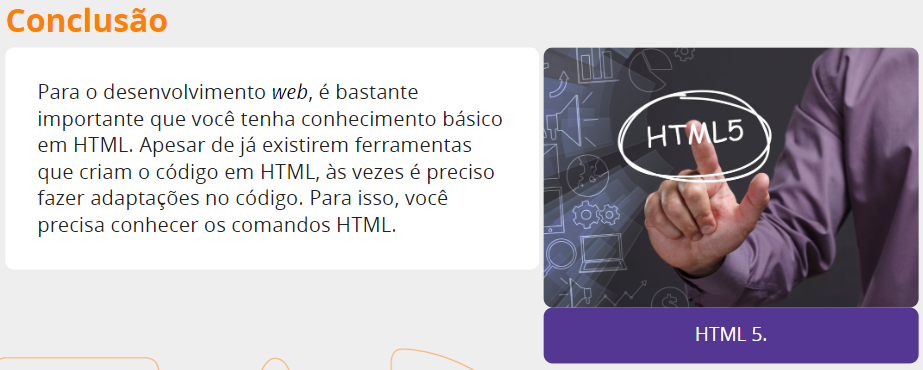 Conclusão
Para o desenvolvimento web, é bastante
importante que você tenha conhecimento básico
em HTML. Apesar de já existirem ferramentas
que criam o código em HTML, às vezes é preciso
fazer adaptações no código. Para isso, você
precisa conhecer os comandos HTML.
HTML5
HTML 5.